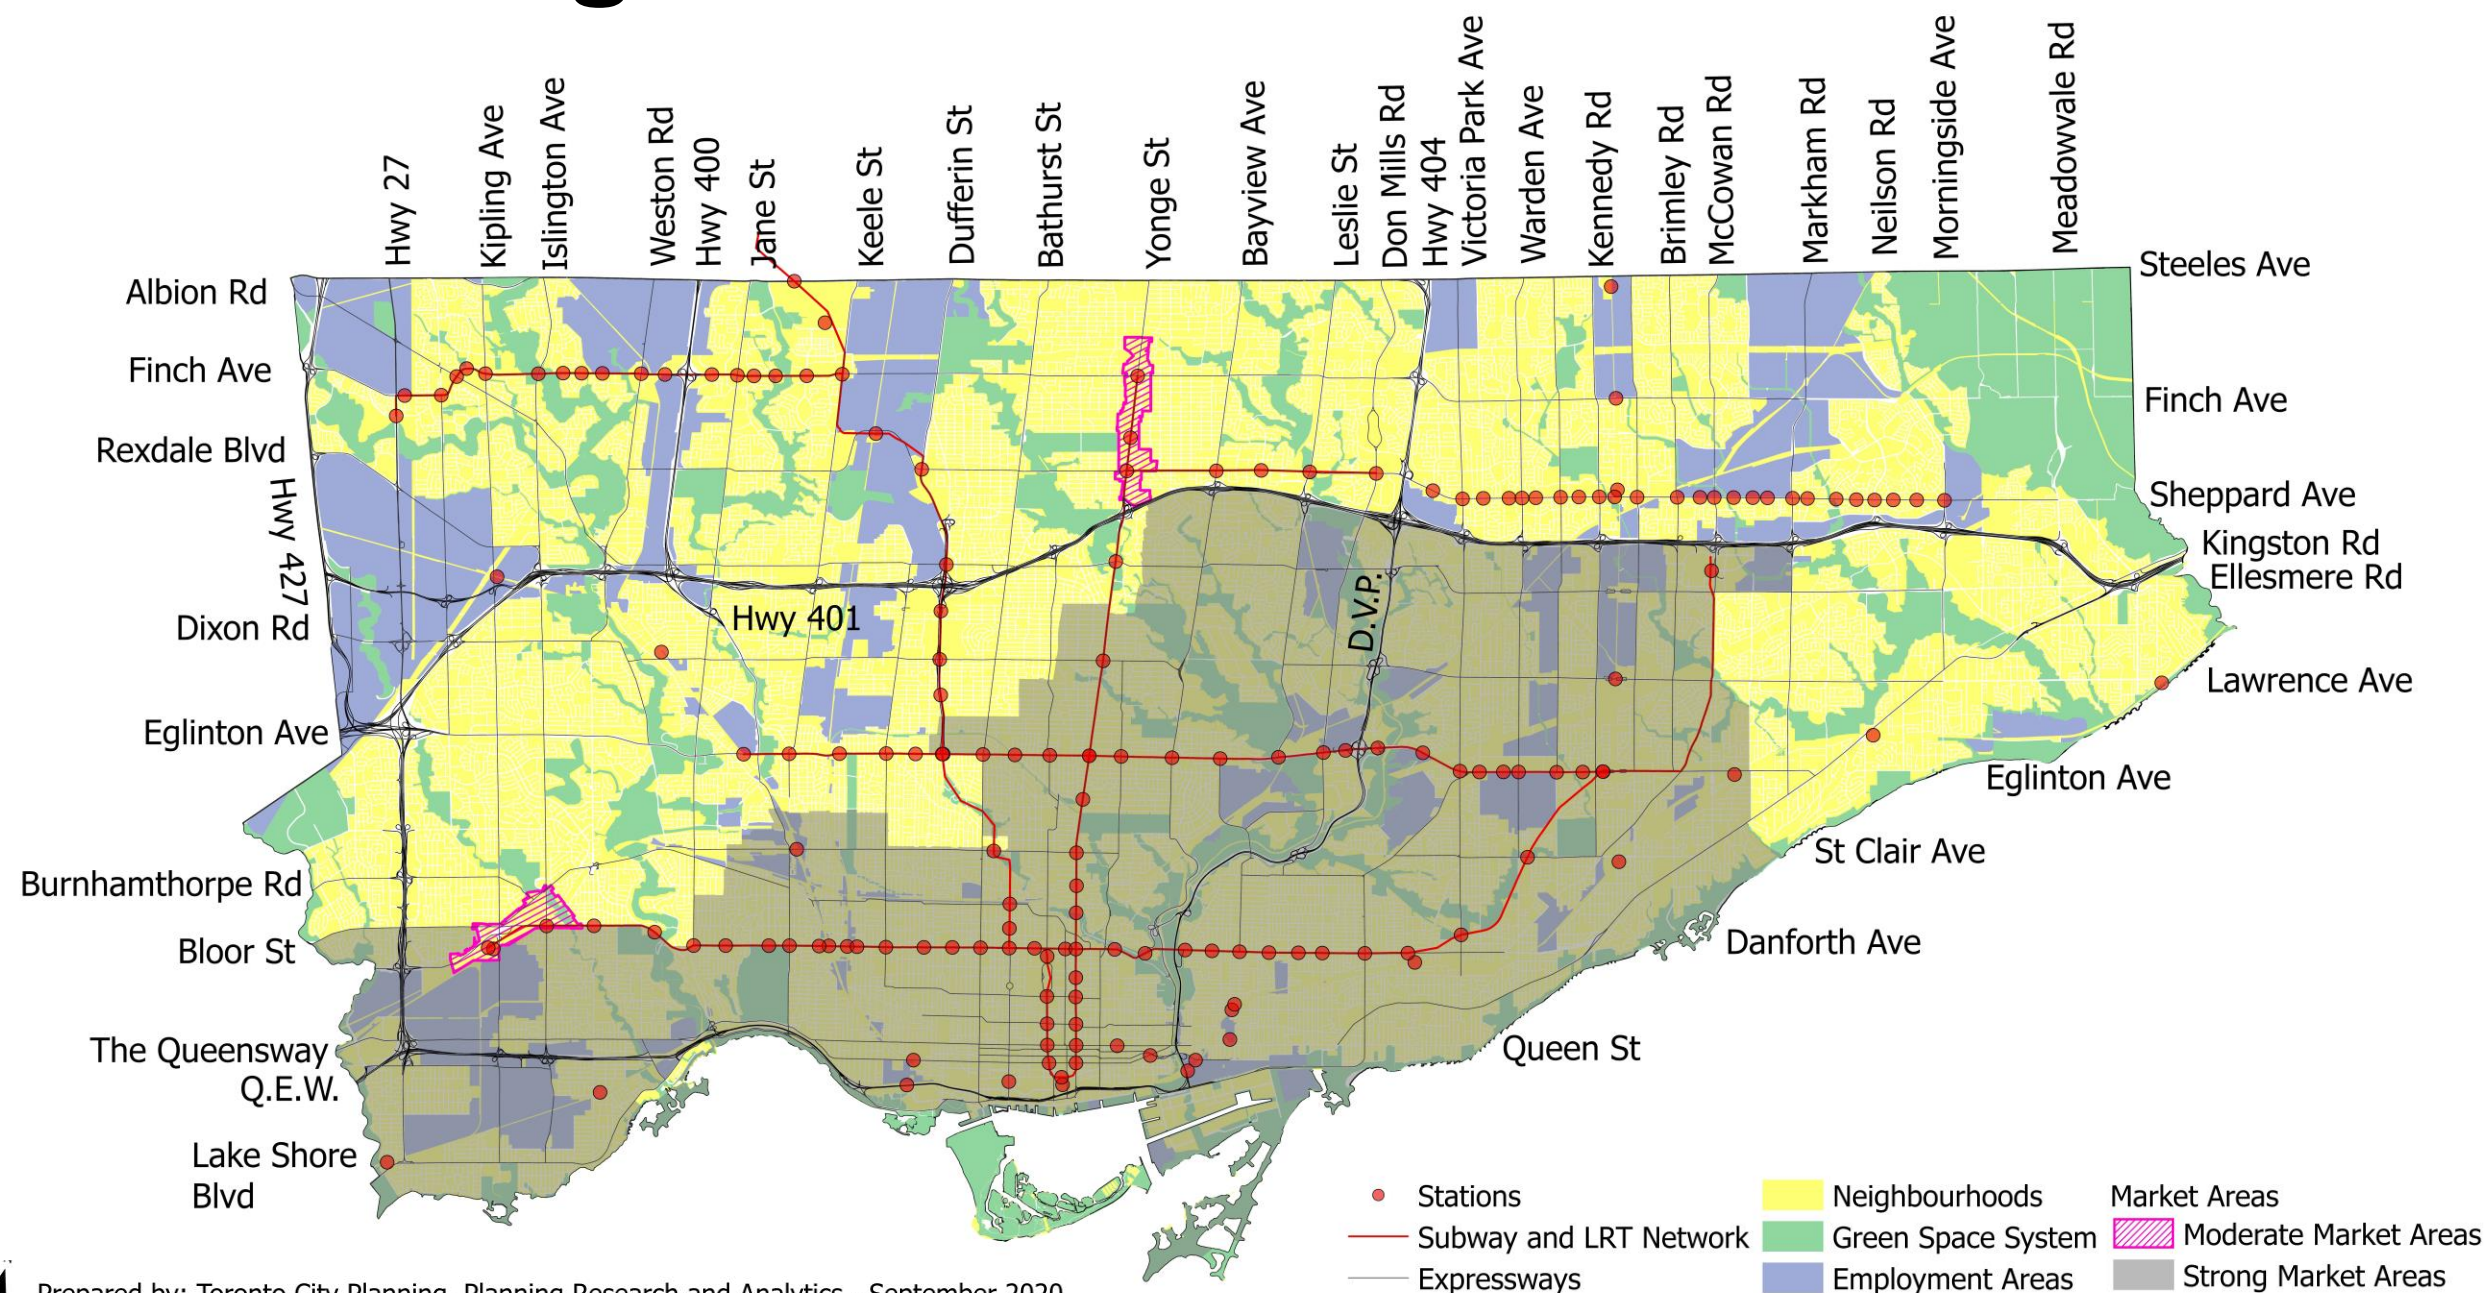 Hwy 27
Kipling Ave
Islington Ave
Weston Rd
Hwy 400
Jane St
Keele St
Dufferin St
Bathurst St
Yonge St
Bayview Ave
Leslie St
Don Mills Rd
Hwy 404
Victoria Park Ave
Warden Ave
Kennedy Rd
Brimley Rd
McCowan Rd
Markham Rd
Neilson Rd
Morningside Ave
Meadowvale Rd
Steeles Ave
Albion Rd
Finch Ave
Finch Ave
Rexdale Blvd
Sheppard Ave
Hwy 427
Kingston Rd
Ellesmere Rd
Dixon Rd
Hwy 401
D.V.P.
Lawrence Ave
Eglinton Ave
Eglinton Ave
St Clair Ave
Burnhamthorpe Rd
Bloor St
Danforth Ave
The Queensway
Queen St
Q.E.W.
Lake Shore
Blvd
Stations
Subway and LRT Network
Expressways
Neighbourhoods
Green Space System
Employment Areas
Market Areas
Moderate Market Areas
Strong Market Areas
Prepared by: Toronto City Planning, Planning Research and Analytics - September 2020